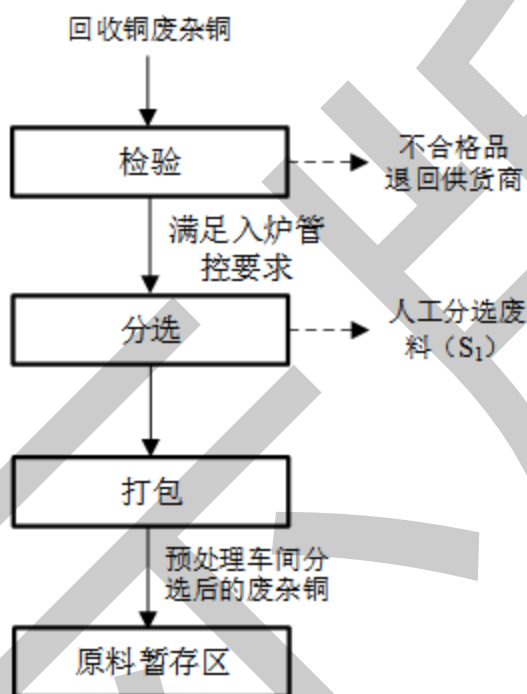 回收铜废杂铜
检验
不合格品
退回供货商
满足入炉管
控要求
分选
人工分选废
料（S₁）
打包
预处理车间分
选后的废杂铜
原料暂存区